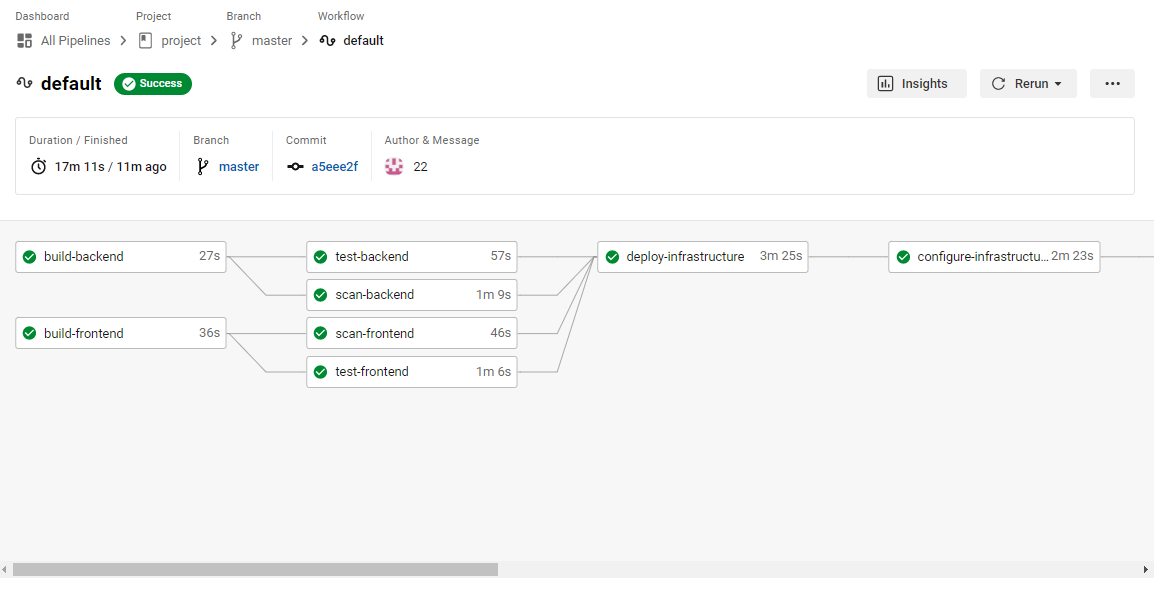 Dashboard Project Branch Workflow
All Pipelines project master default
default Success Insights Rerun
Duration / Finished Branch Commit Author & Message
17m 11s / 11m ago master a5eee2f 22
build-backend 27s test-backend 57s deploy-infrastructure 3m 25s configure-infrastructu... 2m 23s
scan-backend 1m 9s
build-frontend 36s scan-frontend 46s
test-frontend 1m 6s